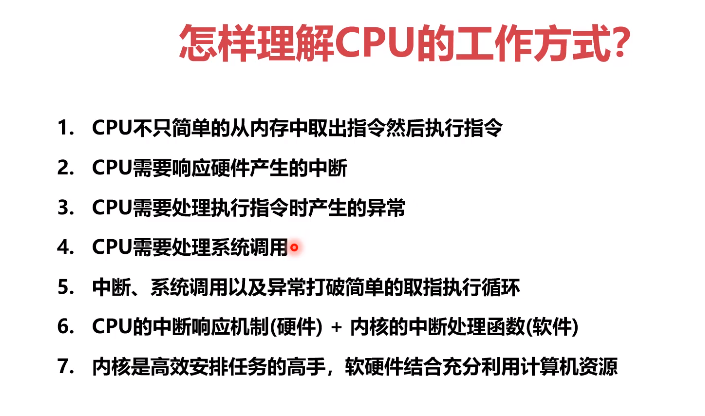 怎样理解CPU的工作方式？
1. CPU不只简单的从内存中取出指令然后执行指令
2. CPU需要响应硬件产生的中断
3. CPU需要处理执行指令时产生的异常
4. CPU需要处理系统调用
5. 中断、系统调用以及异常打破简单的取指执行循环
6. CPU的中断响应机制(硬件) + 内核的中断处理函数(软件)
7. 内核是高效安排任务的高手，软硬件结合充分利用计算机资源